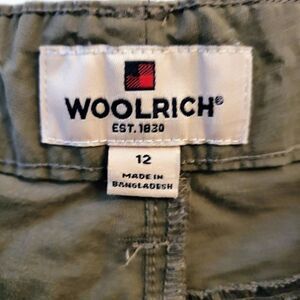 WOOLRICH®
EST. 1830
12
MADE IN
BANGLADESH